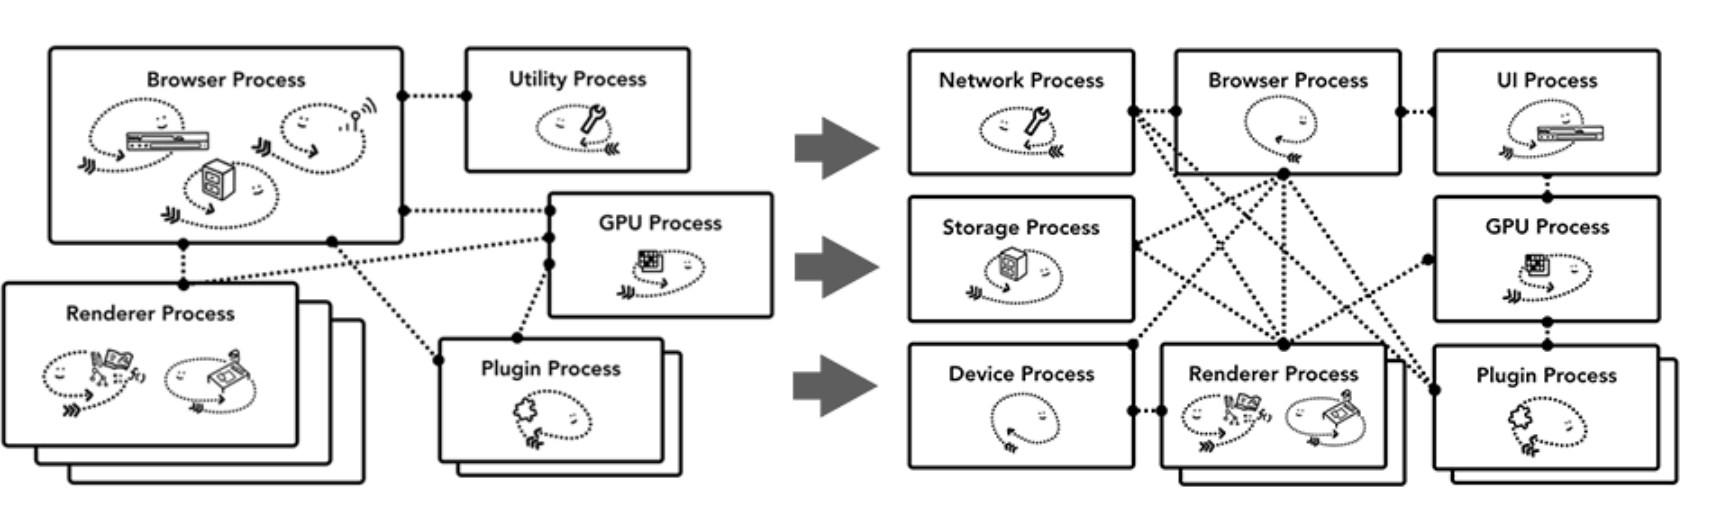 Browser Process
Utility Process
GPU Process
Renderer Process
Plugin Process
Network Process
Browser Process
UI Process
Storage Process
GPU Process
Device Process
Renderer Process
Plugin Process